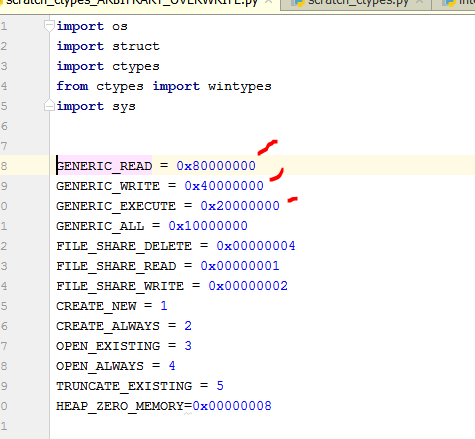 scratch_ctypes_ARBITRARY_OVERWRITE.py
scratch_ctypes.py
1 import os
2 import struct
3 import ctypes
4 from ctypes import wintypes
5 import sys
6
7
8 GENERIC_READ = 0x80000000
9 GENERIC_WRITE = 0x40000000
0 GENERIC_EXECUTE = 0x20000000
1 GENERIC_ALL = 0x10000000
2 FILE_SHARE_DELETE = 0x00000004
3 FILE_SHARE_READ = 0x00000001
4 FILE_SHARE_WRITE = 0x00000002
5 CREATE_NEW = 1
6 CREATE_ALWAYS = 2
7 OPEN_EXISTING = 3
8 OPEN_ALWAYS = 4
9 TRUNCATE_EXISTING = 5
0 HEAP_ZERO_MEMORY=0x00000008
1